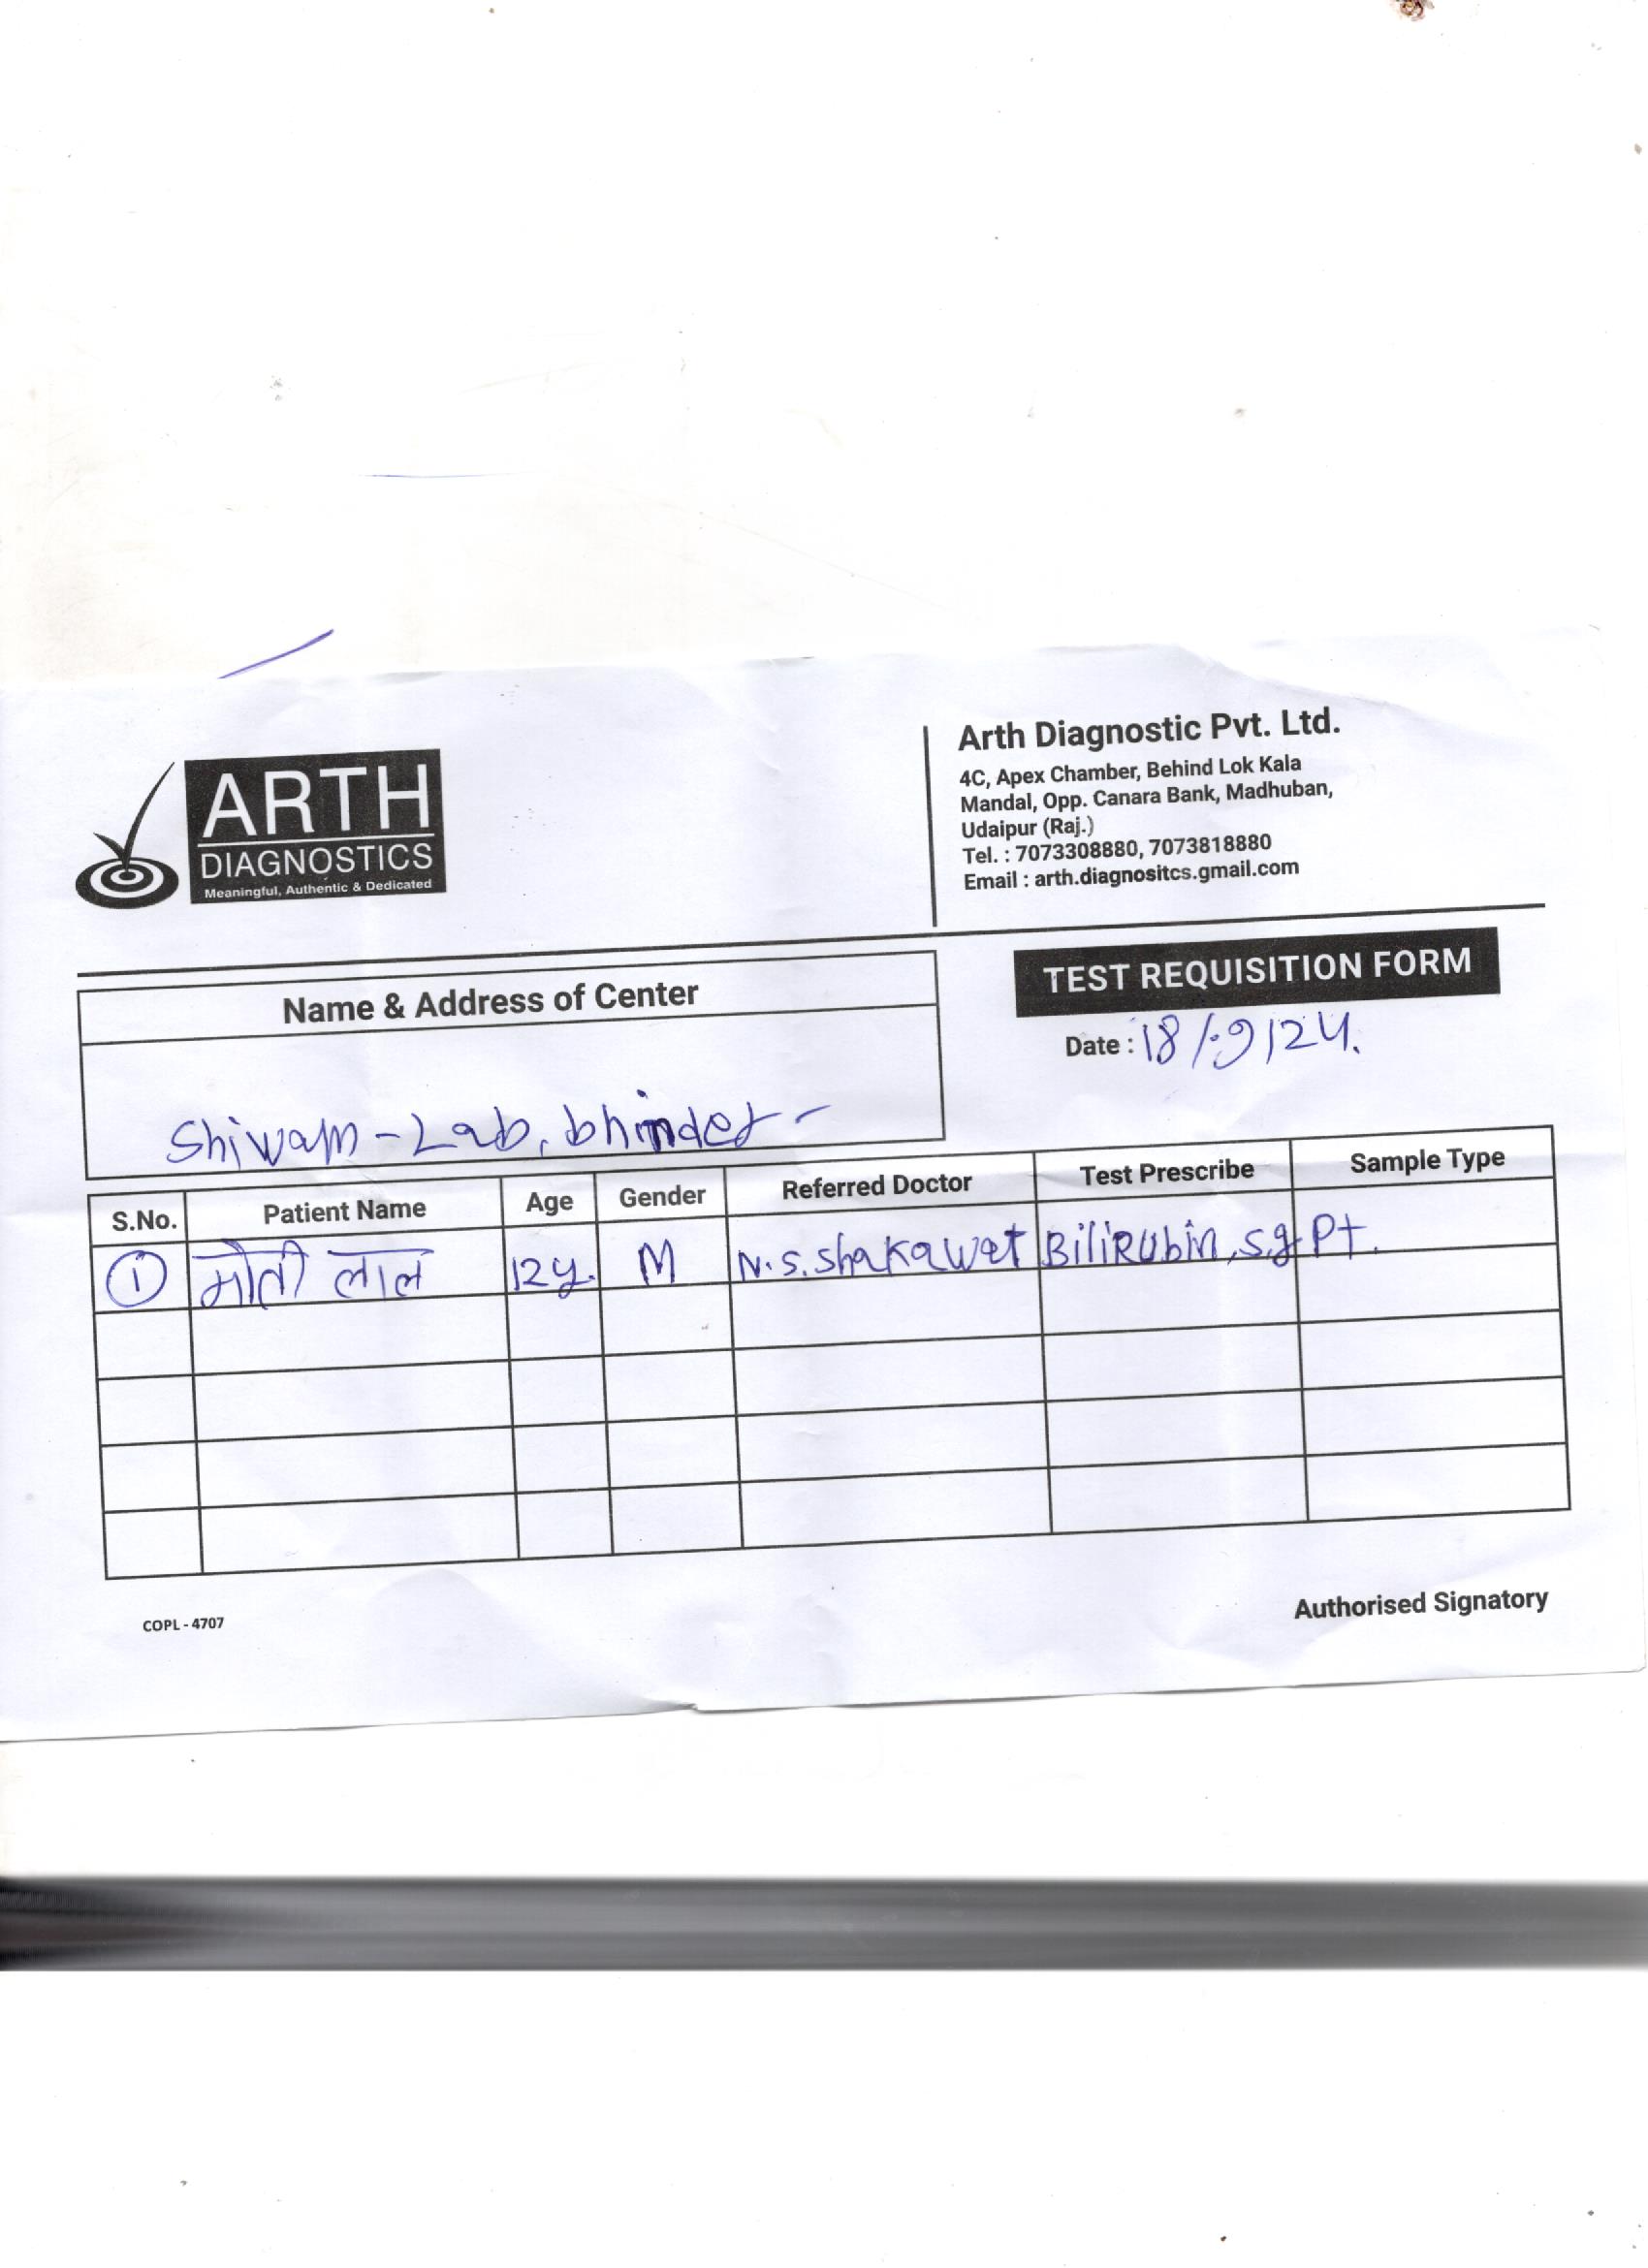 ARTH
DIAGNOSTICS
Meaningful, Authentic & Dedicated
Arth Diagnostic Pvt. Ltd.
4C, Apex Chamber, Behind Lok Kala
Mandal, Opp. Canara Bank, Madhuban,
Udaipur (Raj.)
Tel. : 7073308880, 7073818880
Email : arth.diagnositcs.gmail.com
Name & Address of Center
TEST REQUISITION FORM
Date : 18/9/24.
Shiwam - Lab, bhinder -
S.No. Patient Name Age Gender Referred Doctor Test Prescribe Sample Type
1 मोती लाल 12y. M N.S. Shakawat BiliRubin, s.g.Pt.
COPL - 4707
Authorised Signatory